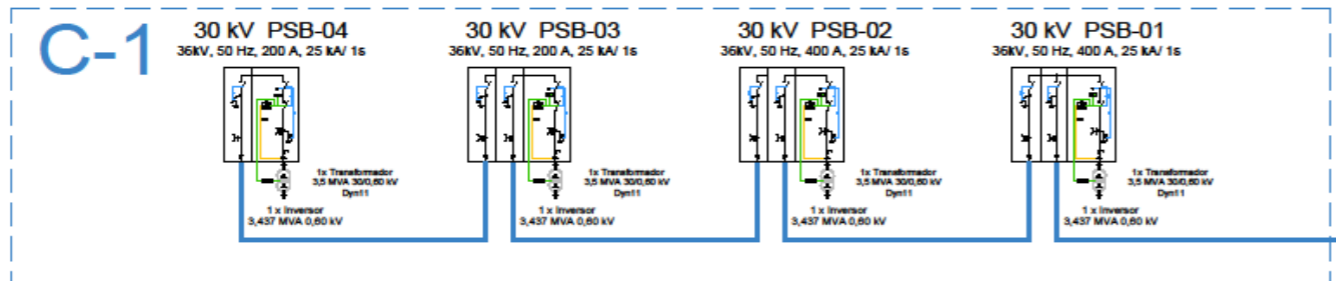 C-1
30 kV PSB-04
36kV, 50 Hz, 200 A, 25 kA/ 1s
1x Transformador
3,5 MVA 30/0,60 kV
Dyn11
1 x Inversor
3,437 MVA 0,60 kV
30 kV PSB-03
36kV, 50 Hz, 200 A, 25 kA/ 1s
1x Transformador
3,5 MVA 30/0,60 kV
Dyn11
1 x Inversor
3,437 MVA 0,60 kV
30 kV PSB-02
36kV, 50 Hz, 400 A, 25 kA/ 1s
1x Transformador
3,5 MVA 30/0,60 kV
Dyn11
1 x Inversor
3,437 MVA 0,60 kV
30 kV PSB-01
36kV, 50 Hz, 400 A, 25 kA/ 1s
1x Transformador
3,5 MVA 30/0,60 kV
Dyn11
1 x Inversor
3,437 MVA 0,60 kV